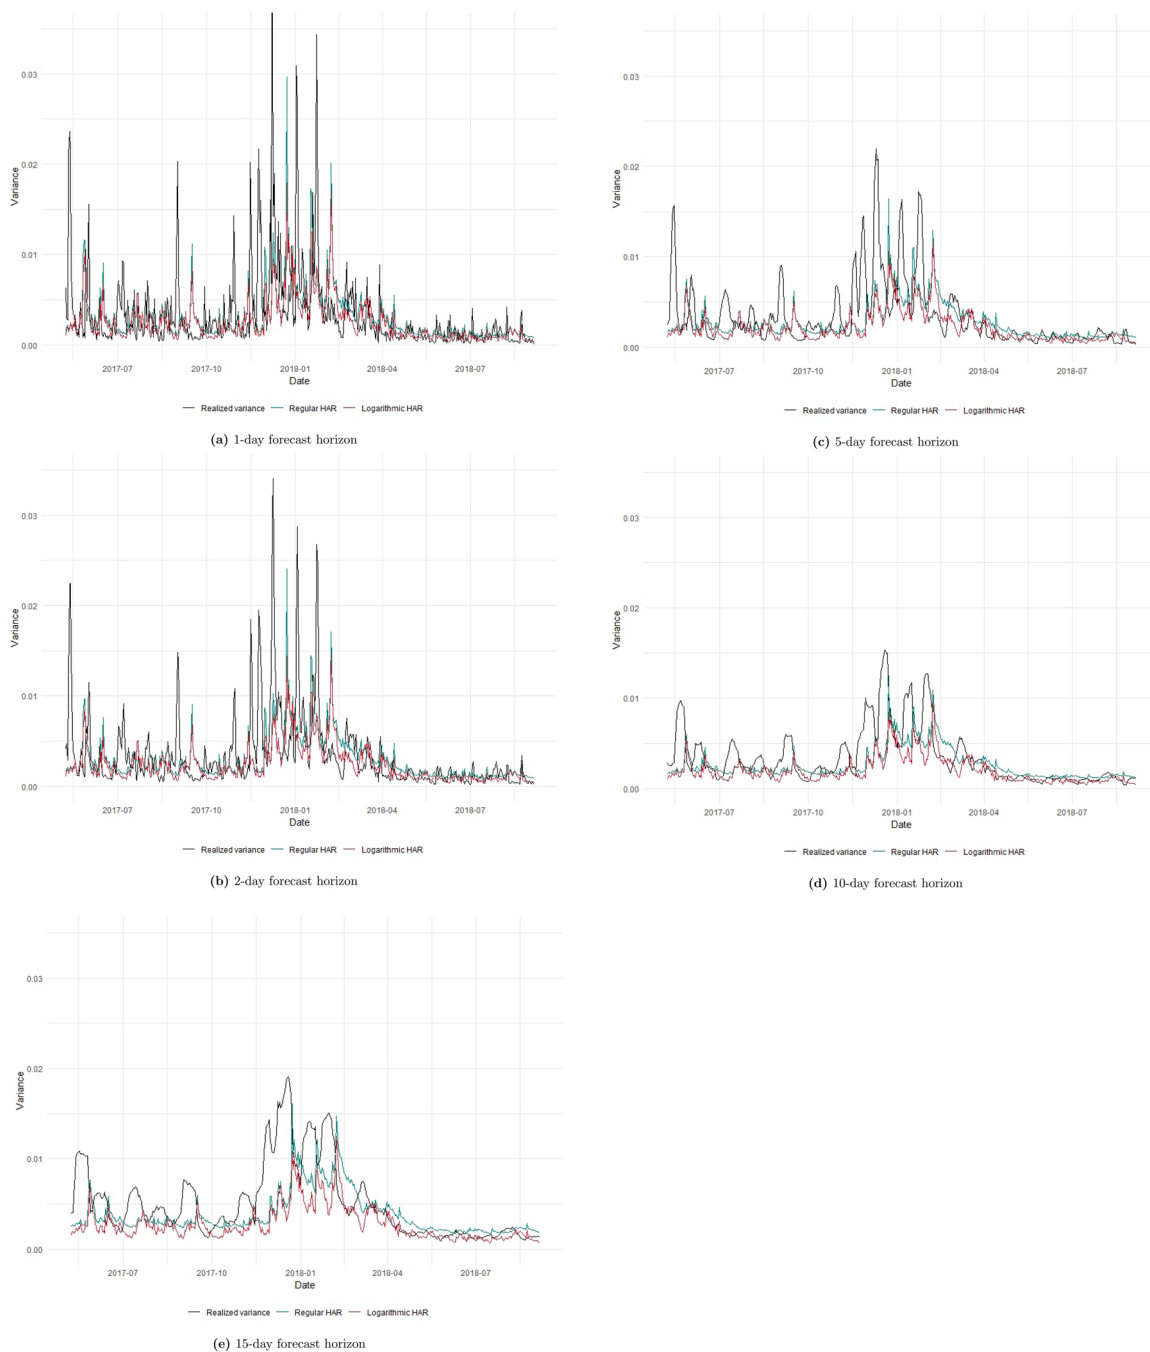 0.03
0.02
0.01
0.00
Variance
2017-07 2017-10 2018-01 2018-04 2018-07
Date
Realized variance Regular HAR Logarithmic HAR
(a) 1-day forecast horizon
0.03
0.02
0.01
0.00
Variance
2017-07 2017-10 2018-01 2018-04 2018-07
Date
Realized variance Regular HAR Logarithmic HAR
(c) 5-day forecast horizon
0.03
0.02
0.01
0.00
Variance
2017-07 2017-10 2018-01 2018-04 2018-07
Date
Realized variance Regular HAR Logarithmic HAR
(b) 2-day forecast horizon
0.03
0.02
0.01
0.00
Variance
2017-07 2017-10 2018-01 2018-04 2018-07
Date
Realized variance Regular HAR Logarithmic HAR
(d) 10-day forecast horizon
0.03
0.02
0.01
0.00
Variance
2017-07 2017-10 2018-01 2018-04 2018-07
Date
Realized variance Regular HAR Logarithmic HAR
(e) 15-day forecast horizon